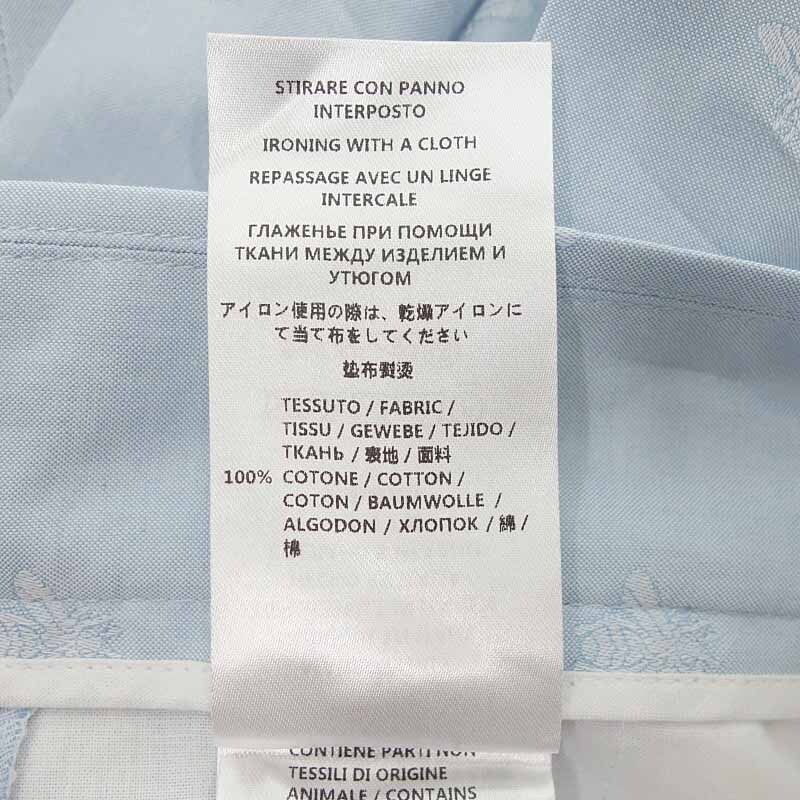 STIRARE CON PANNO
INTERPOSTO
IRONING WITH A CLOTH
REPASSAGE AVEC UN LINGE
INTERCALE
ГЛАЖЕНЬЕ ПРИ ПОМОЩИ
ТКАНИ МЕЖДУ ИЗДЕЛИЕМ И
УТЮГОМ
アイロン使用の際は、乾燥アイロンに
て当て布をしてください
垫布熨烫
TESSUTO / FABRIC /
TISSU / GEWEBE / TEJIDO /
ТКАНЬ / 裏地 / 面料
100% COTONE / COTTON /
COTON / BAUMWOLLE /
ALGODON / ХЛОПОК / 綿 /
棉
CONTIENE PARTI NON
TESSILI DI ORIGINE
ANIMALE / CONTAINS